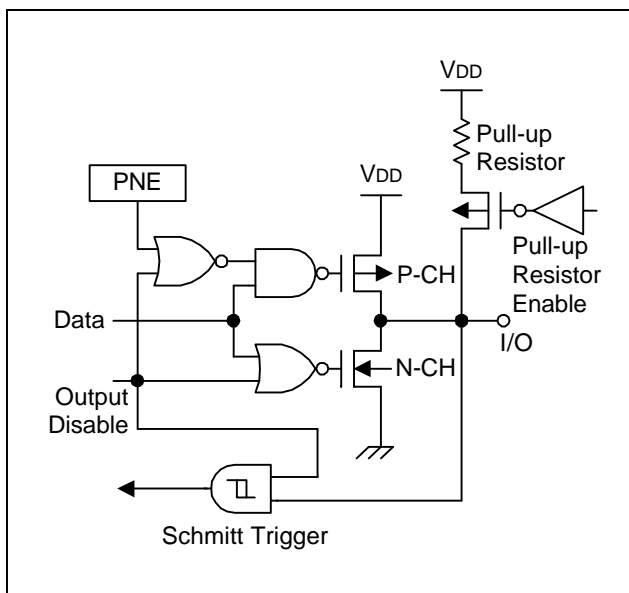 VDD
Pull-up
Resistor
VDD
PNE
P-CH
Pull-up
Resistor
Enable
Data
I/O
N-CH
Output
Disable
Schmitt Trigger